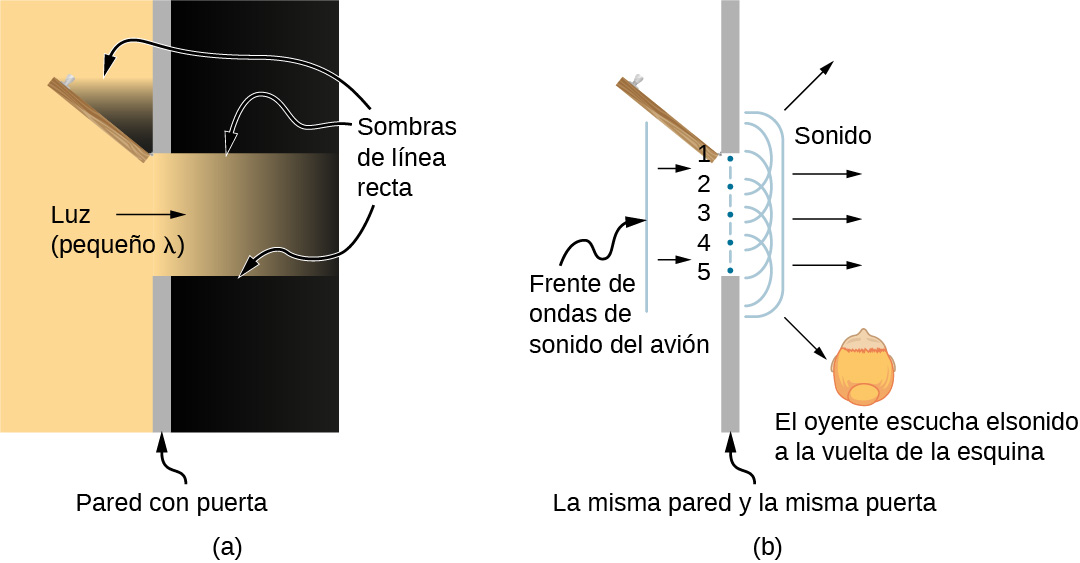 Sombras
de línea
recta
Luz
(pequeño λ)
Pared con puerta
(a)
Sonido
1
2
3
4
5
Frente de
ondas de
sonido del avión
El oyente escucha elsonido
a la vuelta de la esquina
La misma pared y la misma puerta
(b)